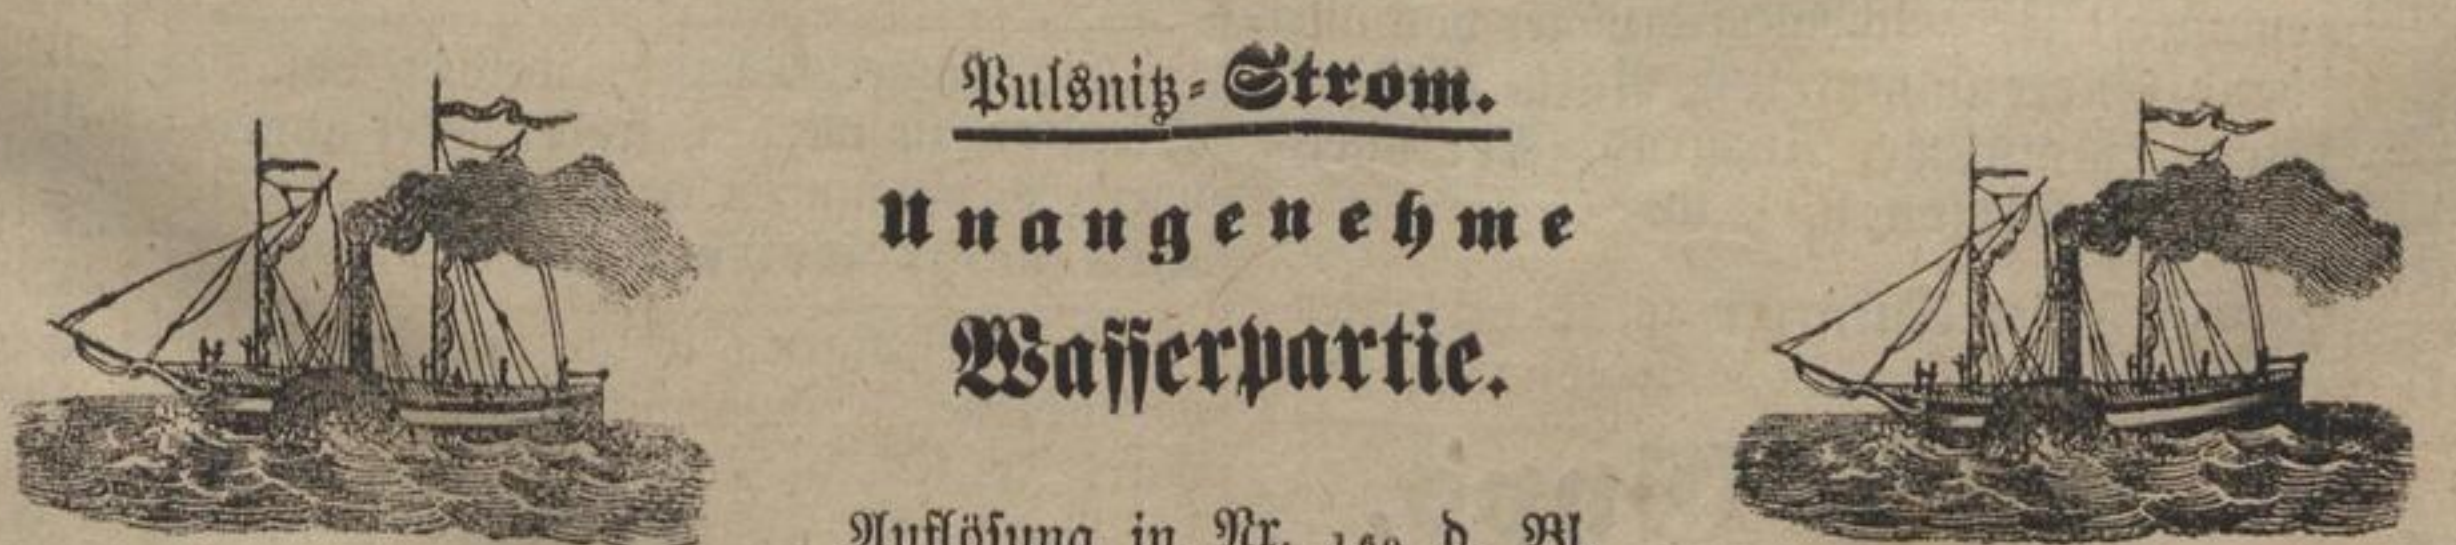 Pulsnitz-Strom.
Unangenehme
Wasserpartie.
Auflösung in Nr. d. Bl